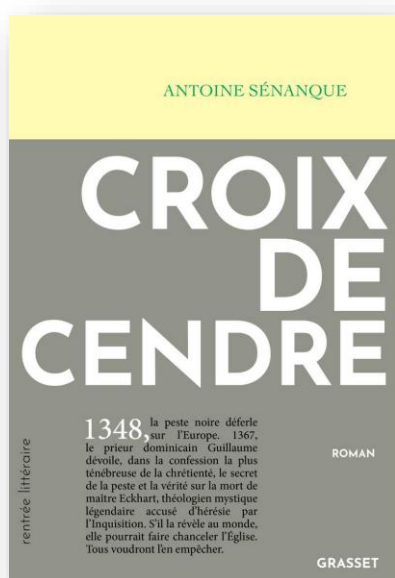 ANTOINE SÉNANQUE
CROIX
DE
CENDRE
1348, la peste noire déferle
sur l'Europe. 1367,
le prieur dominicain Guillaume
dévoile, dans la confession la plus
ténébreuse de la chrétienté, le secret
de la peste et la vérité sur la mort de
maître Eckhart, théologien mystique
légendaire accusé d'hérésie par
l'Inquisition. S'il la révèle au monde,
elle pourrait faire chanceler l'Église.
Tous voudront l'en empêcher.
ROMAN
rentrée littéraire
GRASSET